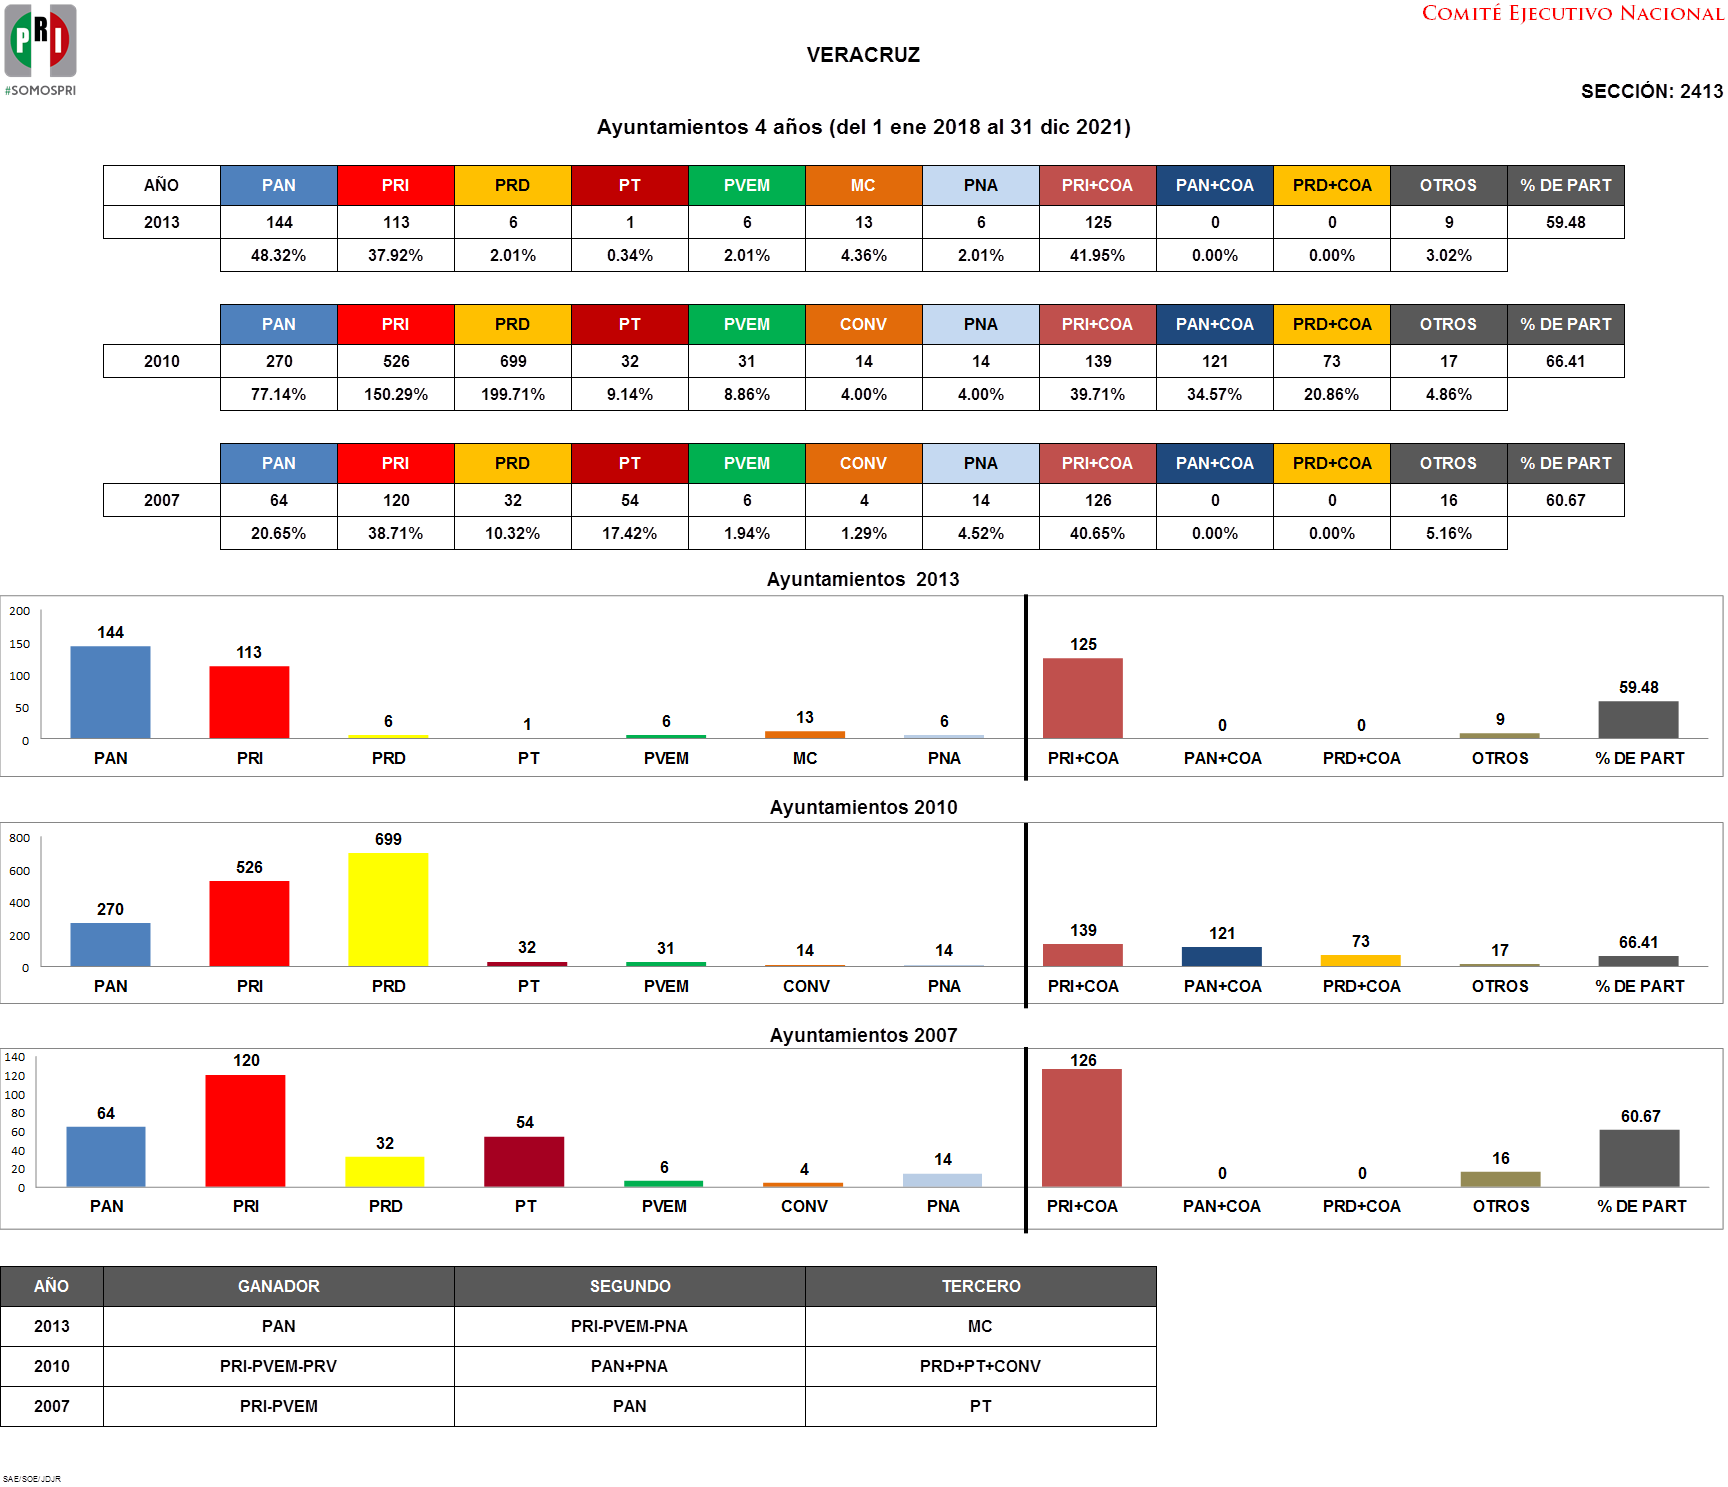 PRI
#SOMOSPRI
COMITÉ EJECUTIVO NACIONAL
VERACRUZ
SECCIÓN: 2413
Ayuntamientos 4 años (del 1 ene 2018 al 31 dic 2021)
AÑO PAN PRI PRD PT PVEM MC PNA PRI+COA PAN+COA PRD+COA OTROS % DE PART
2013 144 113 6 1 6 13 6 125 0 0 9 59.48
48.32% 37.92% 2.01% 0.34% 2.01% 4.36% 2.01% 41.95% 0.00% 0.00% 3.02%
PAN PRI PRD PT PVEM CONV PNA PRI+COA PAN+COA PRD+COA OTROS % DE PART
2010 270 526 699 32 31 14 14 139 121 73 17 66.41
77.14% 150.29% 199.71% 9.14% 8.86% 4.00% 4.00% 39.71% 34.57% 20.86% 4.86%
PAN PRI PRD PT PVEM CONV PNA PRI+COA PAN+COA PRD+COA OTROS % DE PART
2007 64 120 32 54 6 4 14 126 0 0 16 60.67
20.65% 38.71% 10.32% 17.42% 1.94% 1.29% 4.52% 40.65% 0.00% 0.00% 5.16%
Ayuntamientos 2013
200
150
100
50
0
144 113 6 1 6 13 6 125 0 0 9 59.48
PAN PRI PRD PT PVEM MC PNA PRI+COA PAN+COA PRD+COA OTROS % DE PART
Ayuntamientos 2010
800
600
400
200
0
270 526 699 32 31 14 14 139 121 73 17 66.41
PAN PRI PRD PT PVEM CONV PNA PRI+COA PAN+COA PRD+COA OTROS % DE PART
Ayuntamientos 2007
140
120
100
80
60
40
20
0
64 120 32 54 6 4 14 126 0 0 16 60.67
PAN PRI PRD PT PVEM CONV PNA PRI+COA PAN+COA PRD+COA OTROS % DE PART
AÑO GANADOR SEGUNDO TERCERO
2013 PAN PRI-PVEM-PNA MC
2010 PRI-PVEM-PRV PAN+PNA PRD+PT+CONV
2007 PRI-PVEM PAN PT
SAE/SOE/JDJR